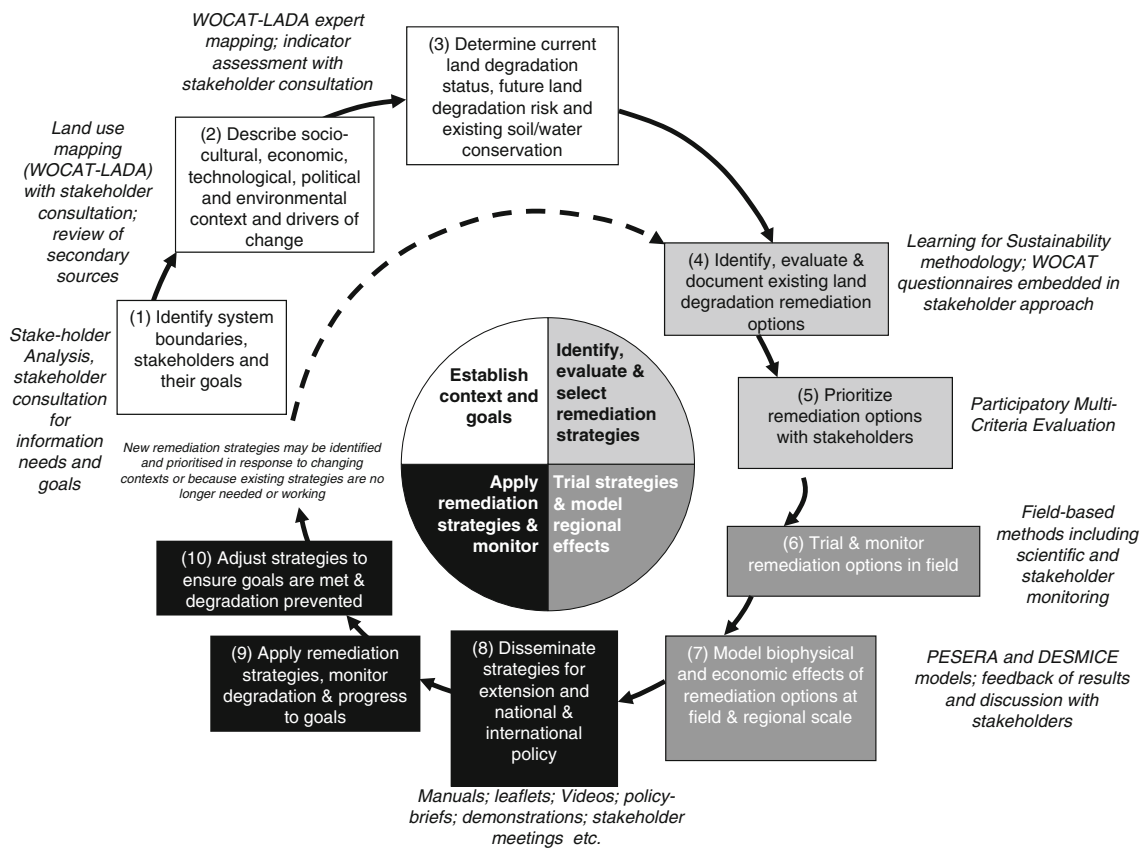 WOCAT-LADA expert
mapping; indicator
assessment with
stakeholder consultation
(3) Determine current
land degradation
status, future land
degradation risk and
existing soil/water
conservation
Land use
mapping
(WOCAT-LADA)
with stakeholder
consultation;
review of
secondary
sources
(2) Describe socio-
cultural, economic,
technological, political
and environmental
context and drivers of
change
(4) Identify, evaluate &
document existing land
degradation remediation
options
Learning for Sustainability
methodology; WOCAT
questionnaires embedded in
stakeholder approach
(1) Identify system
boundaries,
stakeholders and
their goals
Stake-holder
Analysis,
stakeholder
consultation
for
information
needs and
goals
Establish
context and
goals
Identify,
evaluate &
select
remediation
strategies
(5) Prioritize
remediation options
with stakeholders
Participatory Multi-
Criteria Evaluation
New remediation strategies may be identified
and prioritised in response to changing
contexts or because existing strategies are no
longer needed or working
Apply
remediation
strategies &
monitor
Trial strategies
& model
regional
effects
(6) Trial & monitor
remediation options in field
Field-based
methods including
scientific and
stakeholder
monitoring
(10) Adjust strategies to
ensure goals are met &
degradation prevented
(9) Apply remediation
strategies, monitor
degradation & progress
to goals
(8) Disseminate
strategies for
extension and
national &
international
policy
(7) Model biophysical
and economic effects of
remediation options at
field & regional scale
PESERA and DESMICE
models; feedback of results
and discussion with
stakeholders
Manuals; leaflets; Videos; policy-
briefs; demonstrations; stakeholder
meetings etc.